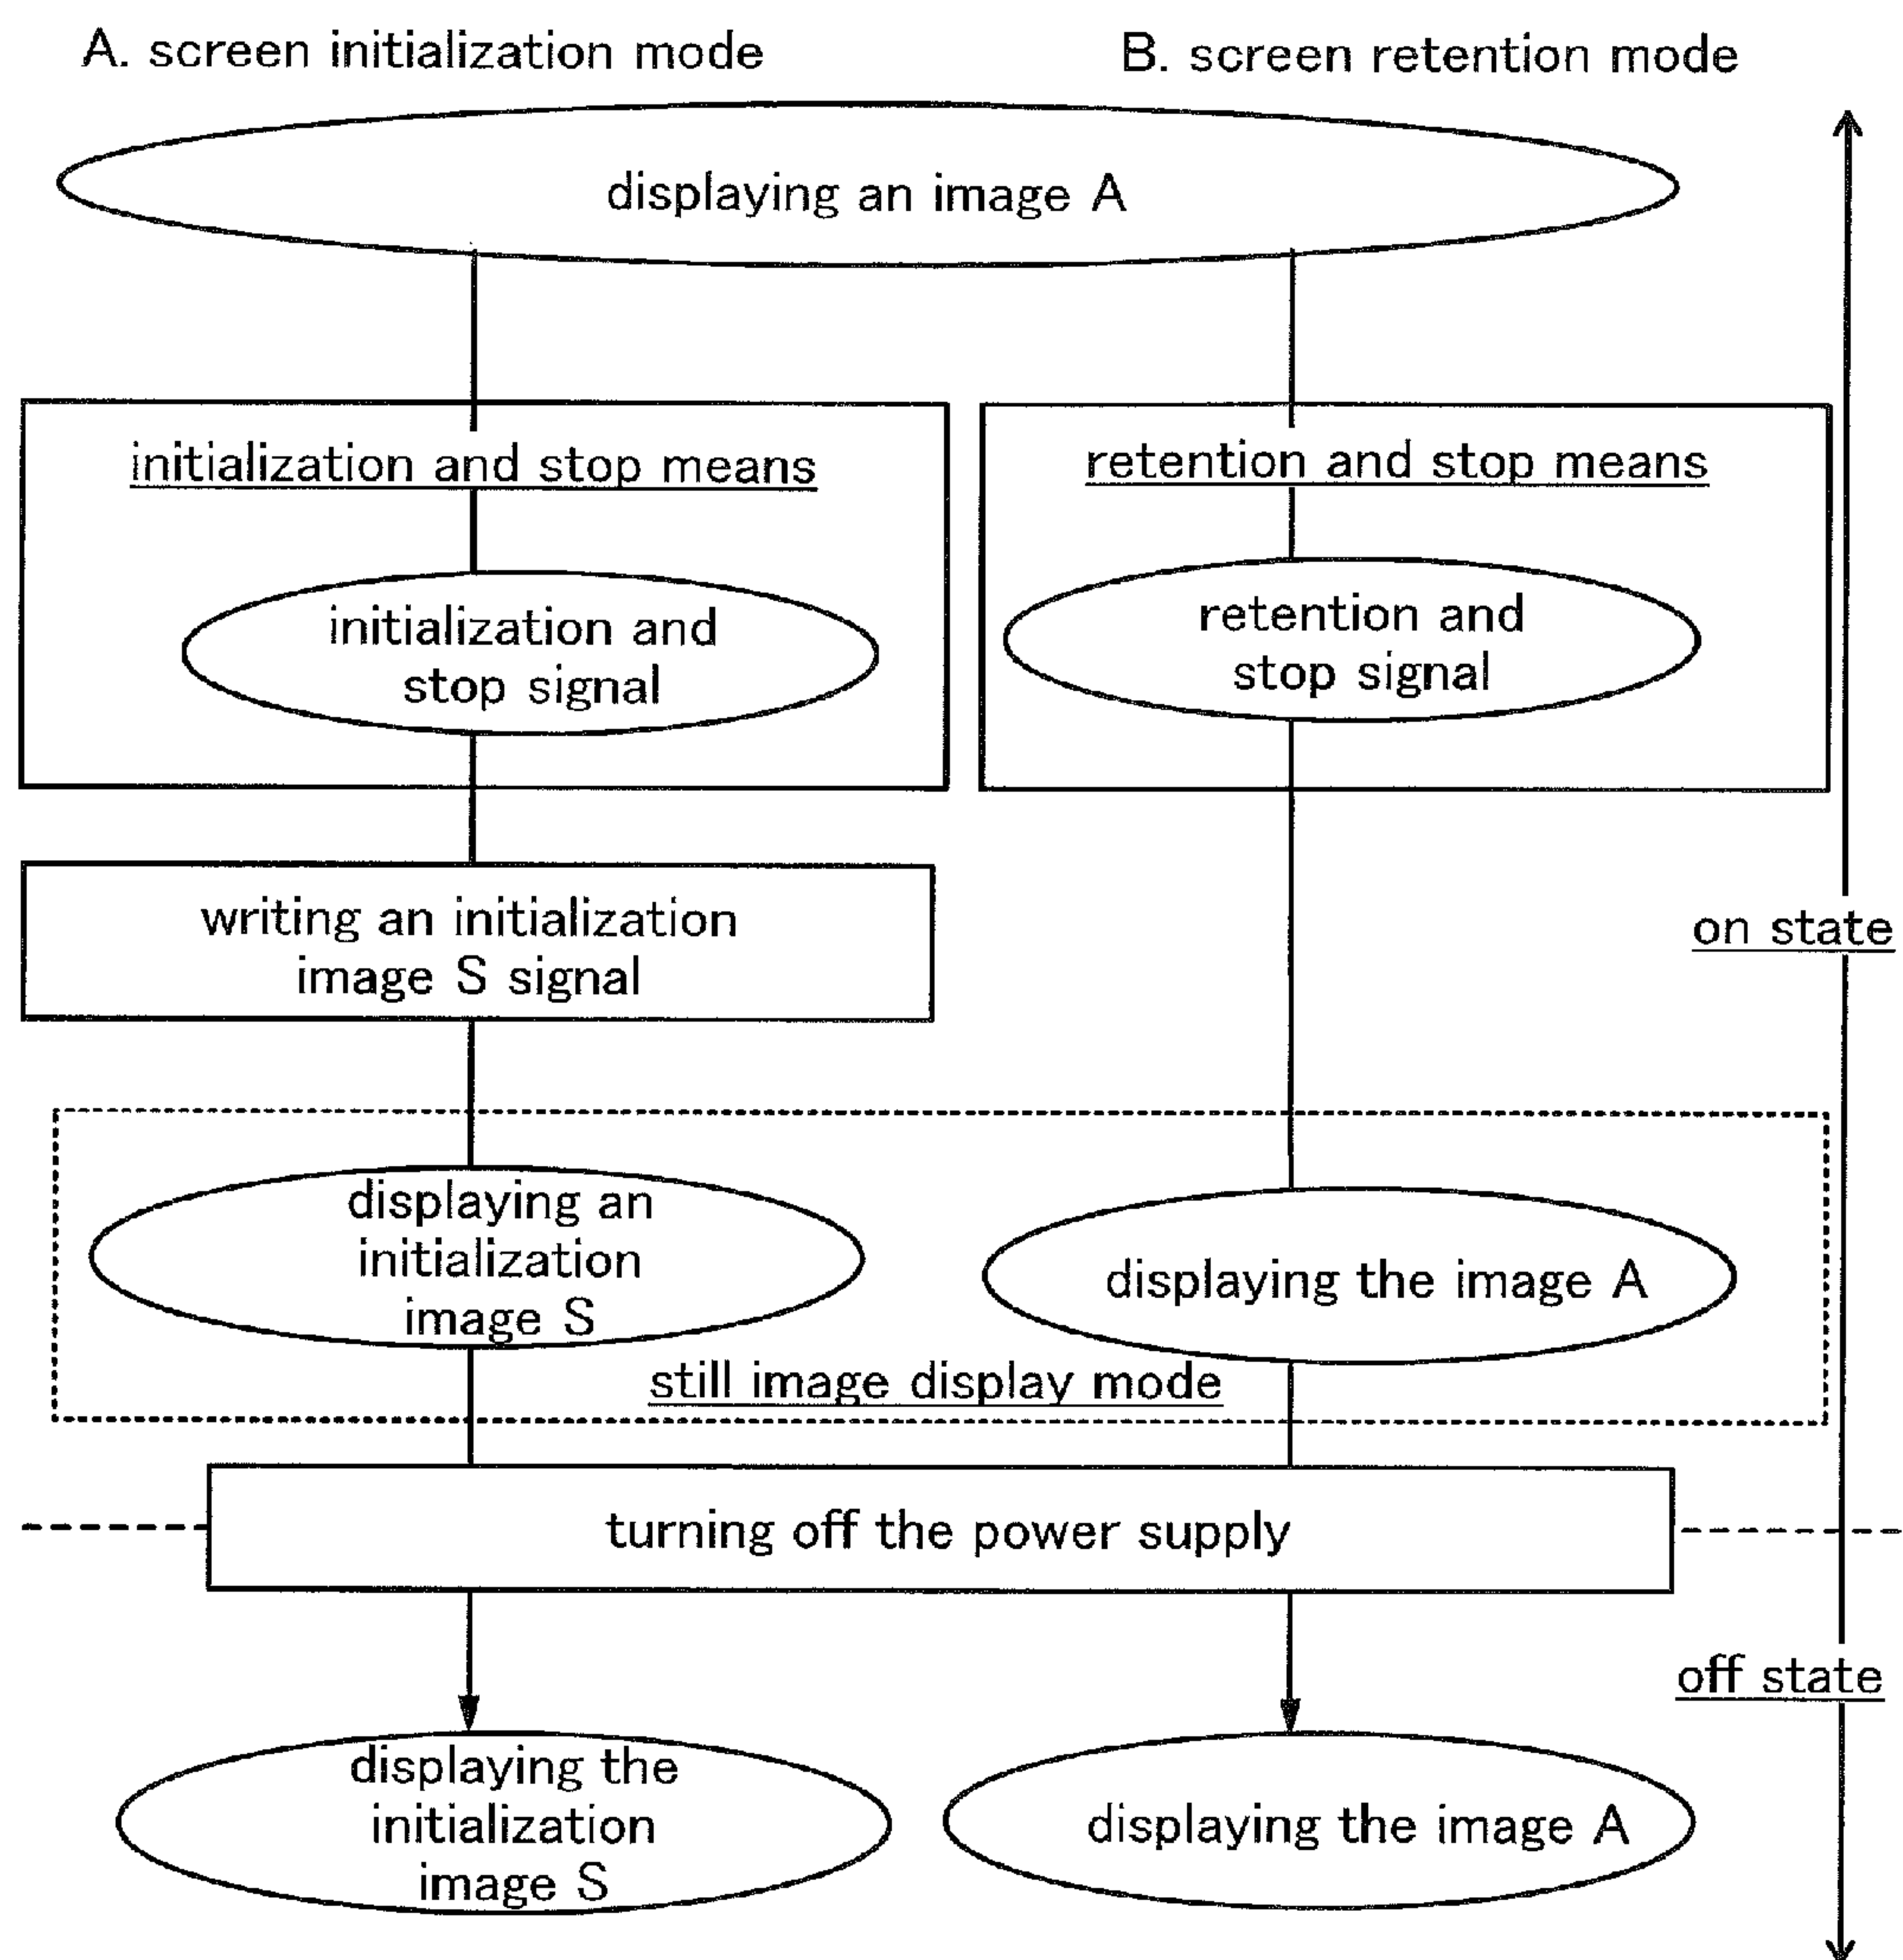 A. screen initialization mode
B. screen retention mode
displaying an image A
initialization and stop means
retention and stop means
initialization and
stop signal
retention and
stop signal
writing an initialization
image S signal
on state
displaying an
initialization
image S
displaying the image A
still image display mode
turning off the power supply
off state
displaying the
initialization
image S
displaying the image A